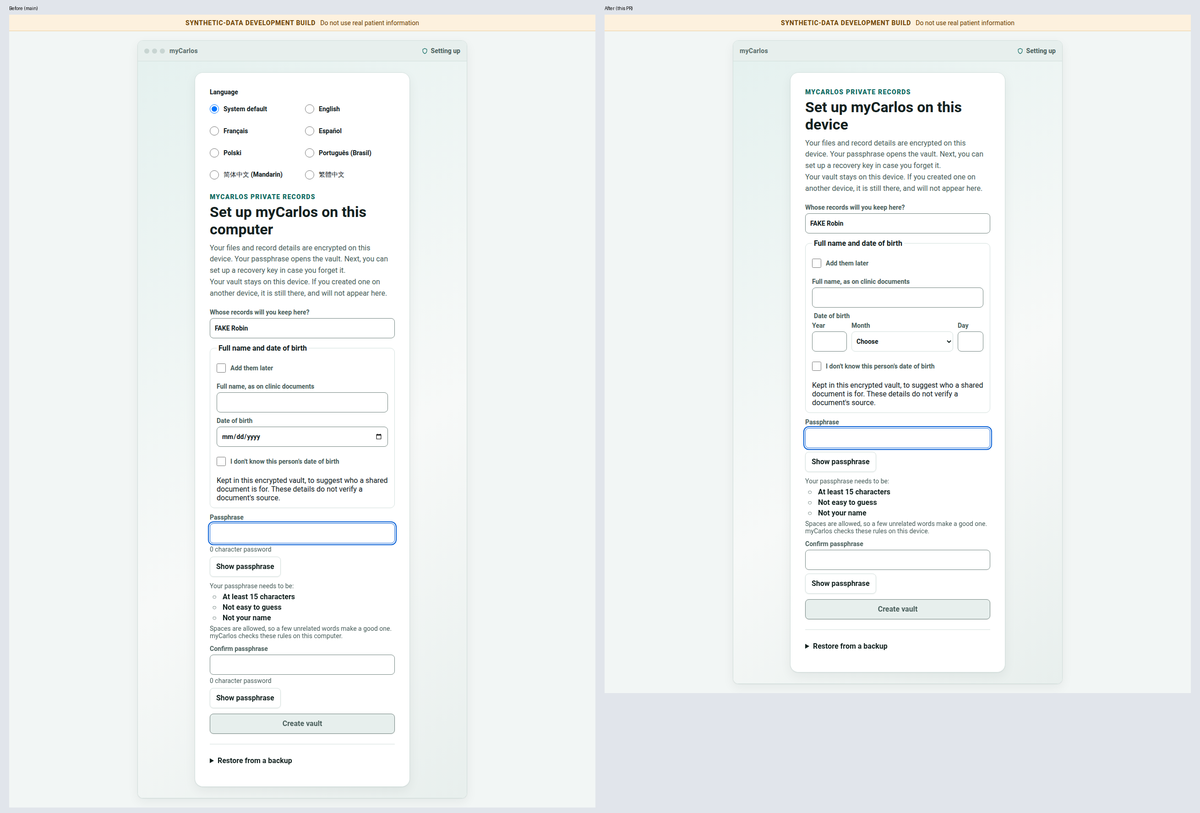 Before (main)
SYNTHETIC-DATA DEVELOPMENT BUILD Do not use real patient information
myCarlos
Setting up
Language
System default
English
Français
Español
Polski
Português (Brasil)
简体中文 (Mandarin)
繁體中文
MYCARLOS PRIVATE RECORDS
Set up myCarlos on this
computer
Your files and record details are encrypted on this
device. Your passphrase opens the vault. Next, you can
set up a recovery key in case you forget it.
Your vault stays on this device. If you created one on
another device, it is still there, and will not appear here.
Whose records will you keep here?
FAKE Robin
Full name and date of birth
Add them later
Full name, as on clinic documents
Date of birth
mm/dd/yyyy
I don't know this person's date of birth
Kept in this encrypted vault, to suggest who a shared
document is for. These details do not verify a
document's source.
Passphrase
0 character password
Show passphrase
Your passphrase needs to be:
At least 15 characters
Not easy to guess
Not your name
Spaces are allowed, so a few unrelated words make a good one.
myCarlos checks these rules on this computer.
Confirm passphrase
0 character password
Show passphrase
Create vault
Restore from a backup
After (this PR)
SYNTHETIC-DATA DEVELOPMENT BUILD Do not use real patient information
myCarlos
Setting up
MYCARLOS PRIVATE RECORDS
Set up myCarlos on this
device
Your files and record details are encrypted on this
device. Your passphrase opens the vault. Next, you can
set up a recovery key in case you forget it.
Your vault stays on this device. If you created one on
another device, it is still there, and will not appear here.
Whose records will you keep here?
FAKE Robin
Full name and date of birth
Add them later
Full name, as on clinic documents
Date of birth
Year
Month
Day
Choose
I don't know this person's date of birth
Kept in this encrypted vault, to suggest who a shared
document is for. These details do not verify a
document's source.
Passphrase
Show passphrase
Your passphrase needs to be:
At least 15 characters
Not easy to guess
Not your name
Spaces are allowed, so a few unrelated words make a good one.
myCarlos checks these rules on this device.
Confirm passphrase
Show passphrase
Create vault
Restore from a backup